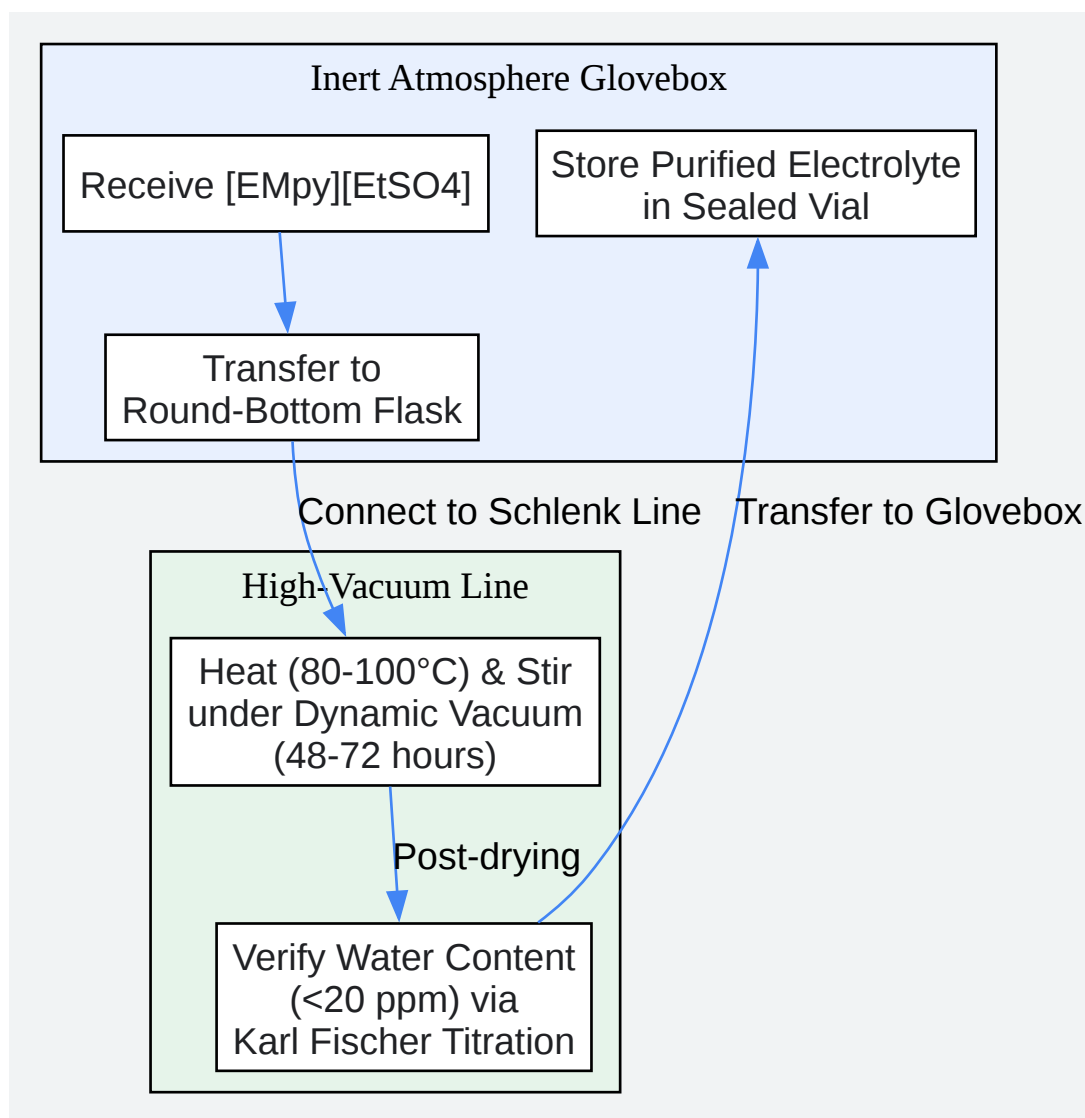 Inert Atmosphere Glovebox
Receive [EMpy][EtSO4]
Store Purified Electrolyte
in Sealed Vial
Transfer to
Round-Bottom Flask
Connect to Schlenk Line
Transfer to Glovebox
High-Vacuum Line
Heat (80-100°C) & Stir
under Dynamic Vacuum
(48-72 hours)
Post-drying
Verify Water Content
(<20 ppm) via
Karl Fischer Titration